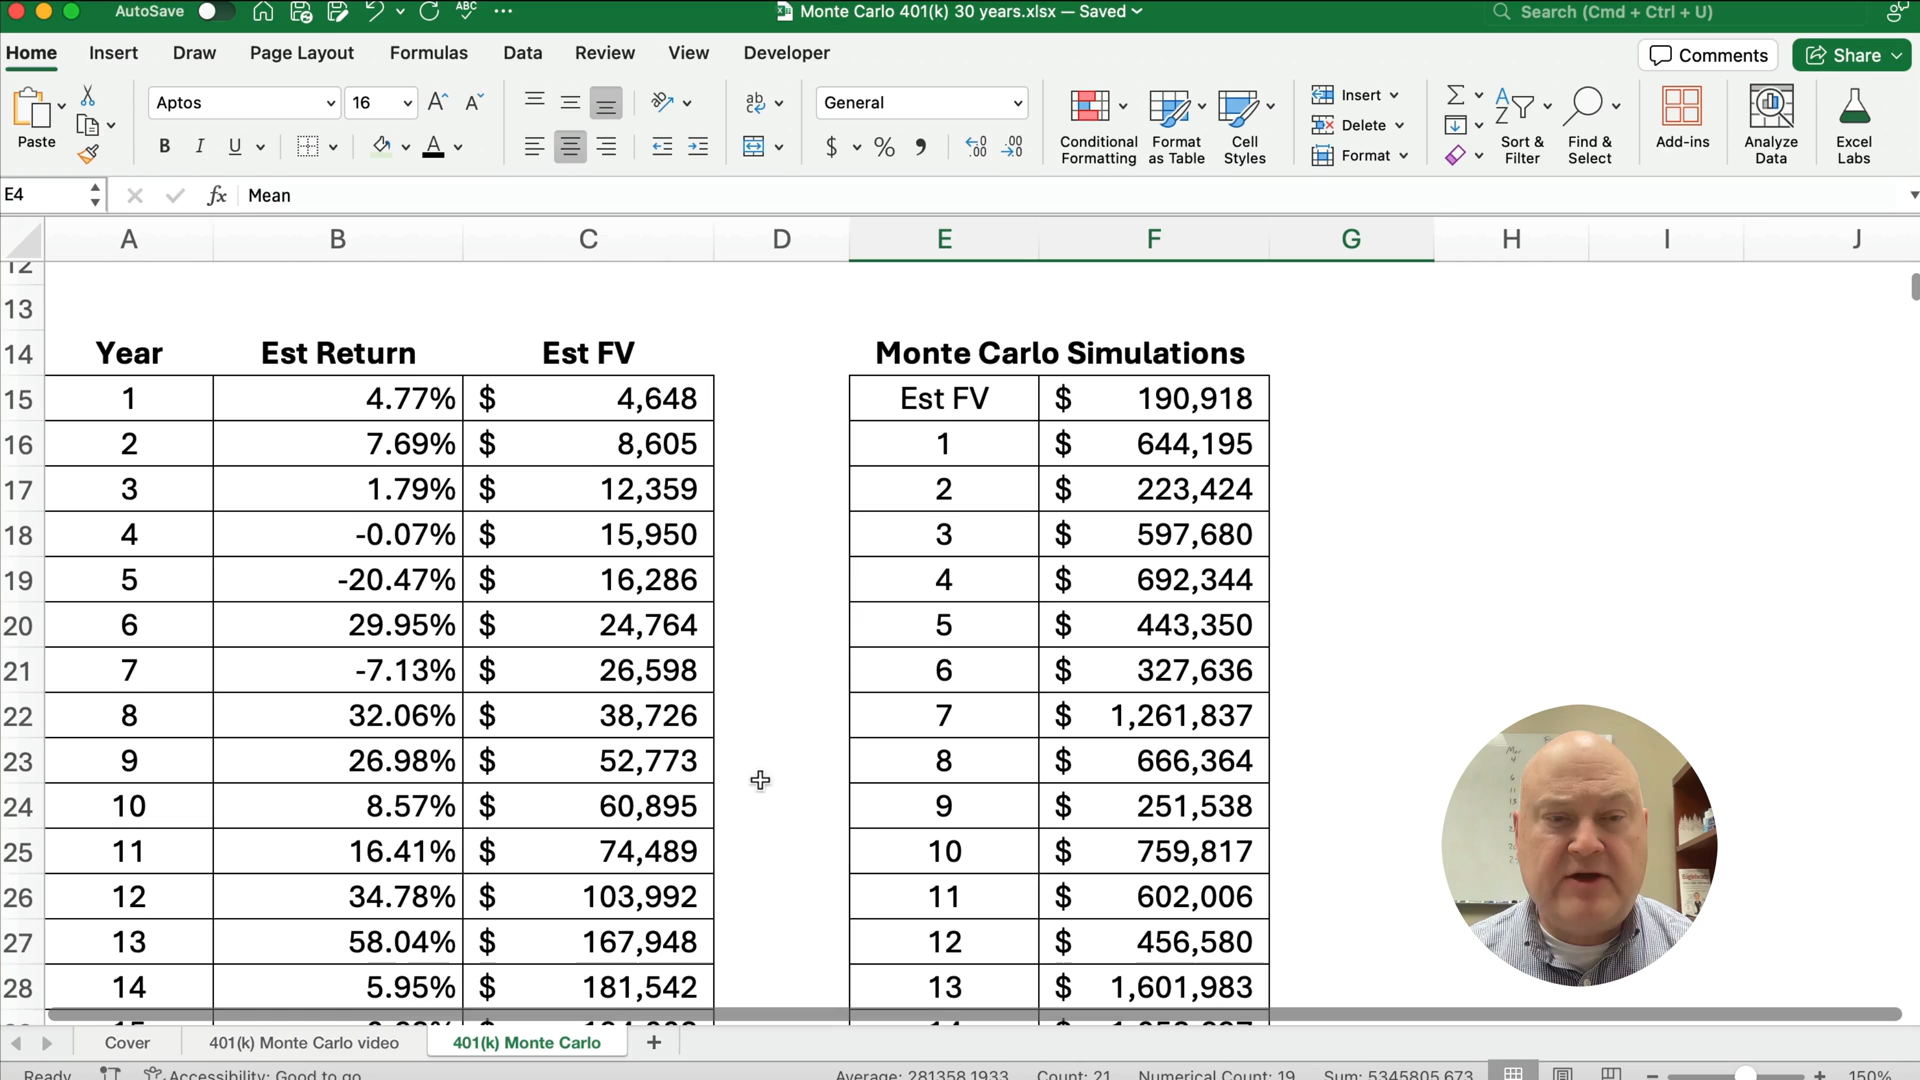 AutoSave
ABC
Monte Carlo 401(k) 30 years.xlsx — Saved
Search (Cmd + Ctrl + U)
Home Insert Draw Page Layout Formulas Data Review View Developer
Comments Share
Paste
Aptos 16
B I U A
General
$ % 9
Conditional Formatting
Format as Table
Cell Styles
Insert
Delete
Format
Sort & Filter
Find & Select
Add-ins
Analyze Data
Excel Labs
E4 fx Mean
A B C D E F G H I J
12
13
14 Year Est Return Est FV Monte Carlo Simulations
15 1 4.77% $ 4,648 Est FV $ 190,918
16 2 7.69% $ 8,605 1 $ 644,195
17 3 1.79% $ 12,359 2 $ 223,424
18 4 -0.07% $ 15,950 3 $ 597,680
19 5 -20.47% $ 16,286 4 $ 692,344
20 6 29.95% $ 24,764 5 $ 443,350
21 7 -7.13% $ 26,598 6 $ 327,636
22 8 32.06% $ 38,726 7 $ 1,261,837
23 9 26.98% $ 52,773 8 $ 666,364
24 10 8.57% $ 60,895 9 $ 251,538
25 11 16.41% $ 74,489 10 $ 759,817
26 12 34.78% $ 103,992 11 $ 602,006
27 13 58.04% $ 167,948 12 $ 456,580
28 14 5.95% $ 181,542 13 $ 1,601,983
Cover 401(k) Monte Carlo video 401(k) Monte Carlo +
Ready Accessibility: Good to go Average: 281358.1933 Count: 21 Numerical Count: 19 Sum: 5345805.673 150%